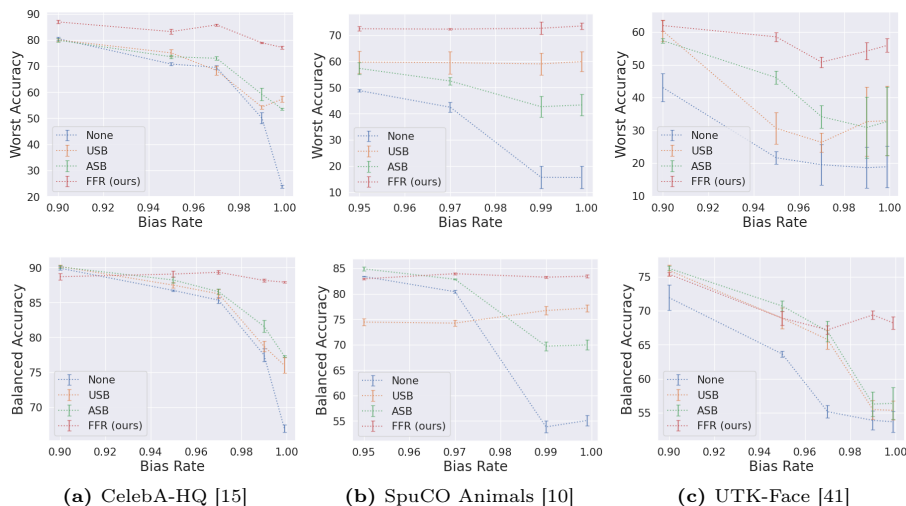 90
80
70
60
50
40
30
20
Worst Accuracy
None
USB
ASB
FFR (ours)
0.90 0.92 0.94 0.96 0.98 1.00
Bias Rate
70
60
50
40
30
20
10
Worst Accuracy
None
USB
ASB
FFR (ours)
0.95 0.96 0.97 0.98 0.99 1.00
Bias Rate
60
50
40
30
20
10
Worst Accuracy
None
USB
ASB
FFR (ours)
0.90 0.92 0.94 0.96 0.98 1.00
Bias Rate
90
85
80
75
70
Balanced Accuracy
None
USB
ASB
FFR (ours)
0.90 0.92 0.94 0.96 0.98 1.00
Bias Rate
85
80
75
70
65
60
55
Balanced Accuracy
None
USB
ASB
FFR (ours)
0.95 0.96 0.97 0.98 0.99 1.00
Bias Rate
75
70
65
60
55
Balanced Accuracy
None
USB
ASB
FFR (ours)
0.90 0.92 0.94 0.96 0.98 1.00
Bias Rate
(a) CelebA-HQ [15]
(b) SpuCO Animals [10]
(c) UTK-Face [41]